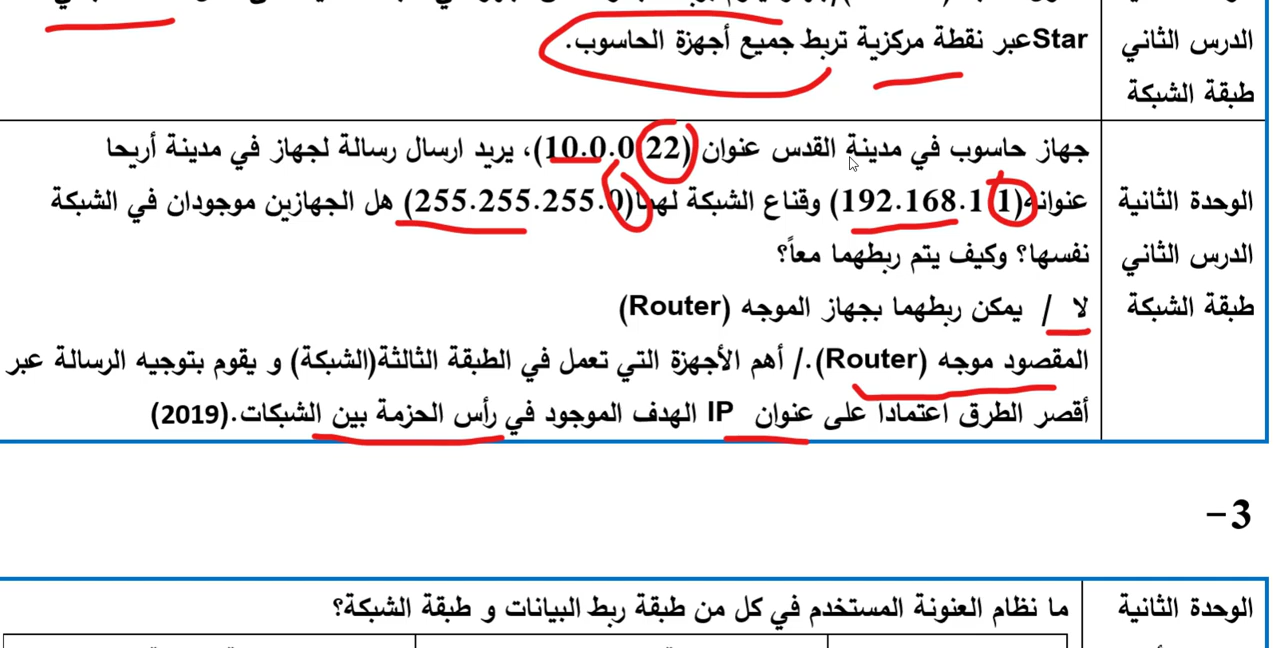 Starعبر نقطة مركزية تربط جميع أجهزة الحاسوب.
الدرس الثاني
طبقة الشبكة
جهاز حاسوب في مدينة القدس عنوان (10.0.0.22)، يريد ارسال رسالة لجهاز في مدينة أريحا
الوحدة الثانية
عنوانه(192.168.1.1) وقناع الشبكة لهما(255.255.255.0) هل الجهازين موجودان في الشبكة
الدرس الثاني
نفسها؟ وكيف يتم ربطهما معاً؟
طبقة الشبكة
لا / يمكن ربطهما بجهاز الموجه (Router)
المقصود موجه (Router)./ أهم الأجهزة التي تعمل في الطبقة الثالثة(الشبكة) و يقوم بتوجيه الرسالة عبر
أقصر الطرق اعتمادا على عنوان IP الهدف الموجود في رأس الحزمة بين الشبكات.(2019)
3-
الوحدة الثانية
ما نظام العنونة المستخدم في كل من طبقة ربط البيانات و طبقة الشبكة؟